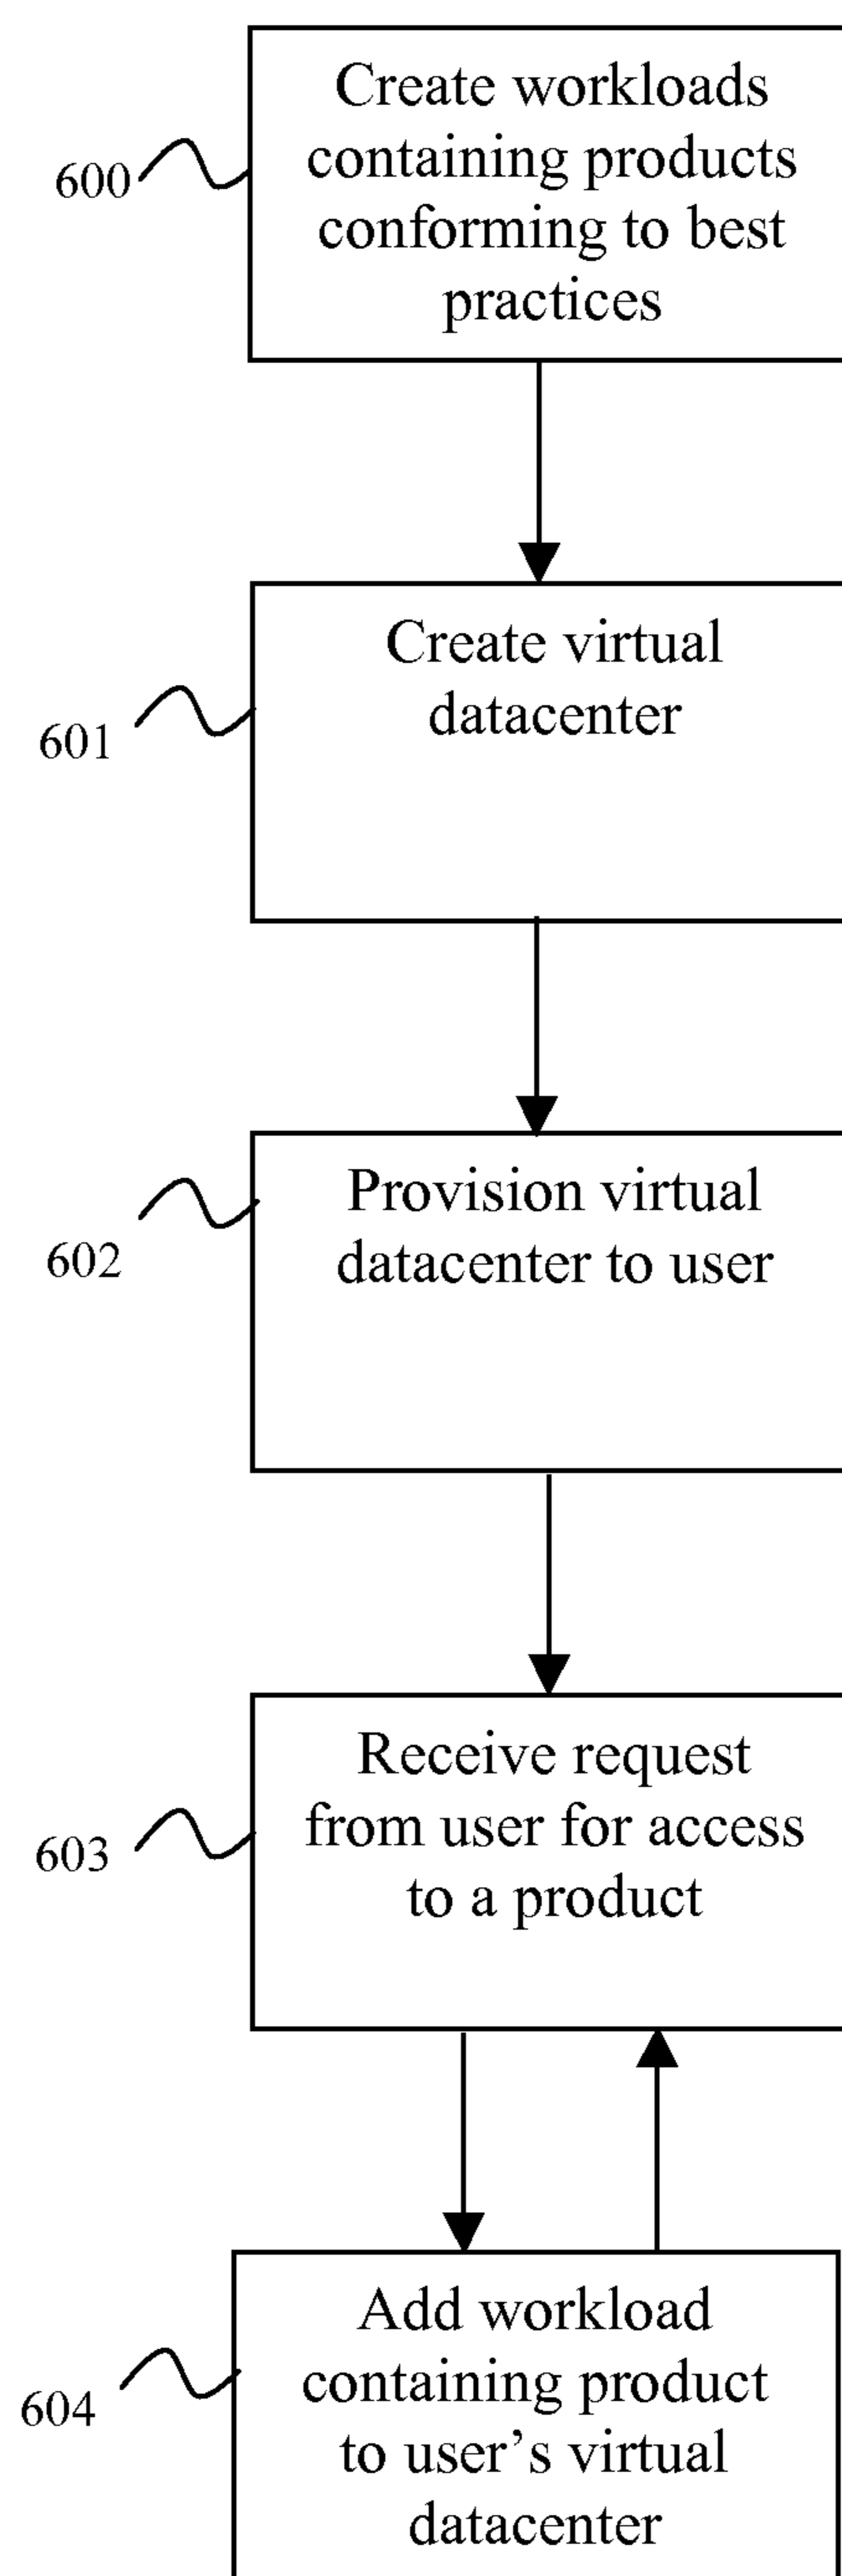 Create workloads
containing products
conforming to best
practices
600
Create virtual
datacenter
601
Provision virtual
datacenter to user
602
Receive request
from user for access
to a product
603
Add workload
containing product
to user’s virtual
datacenter
604